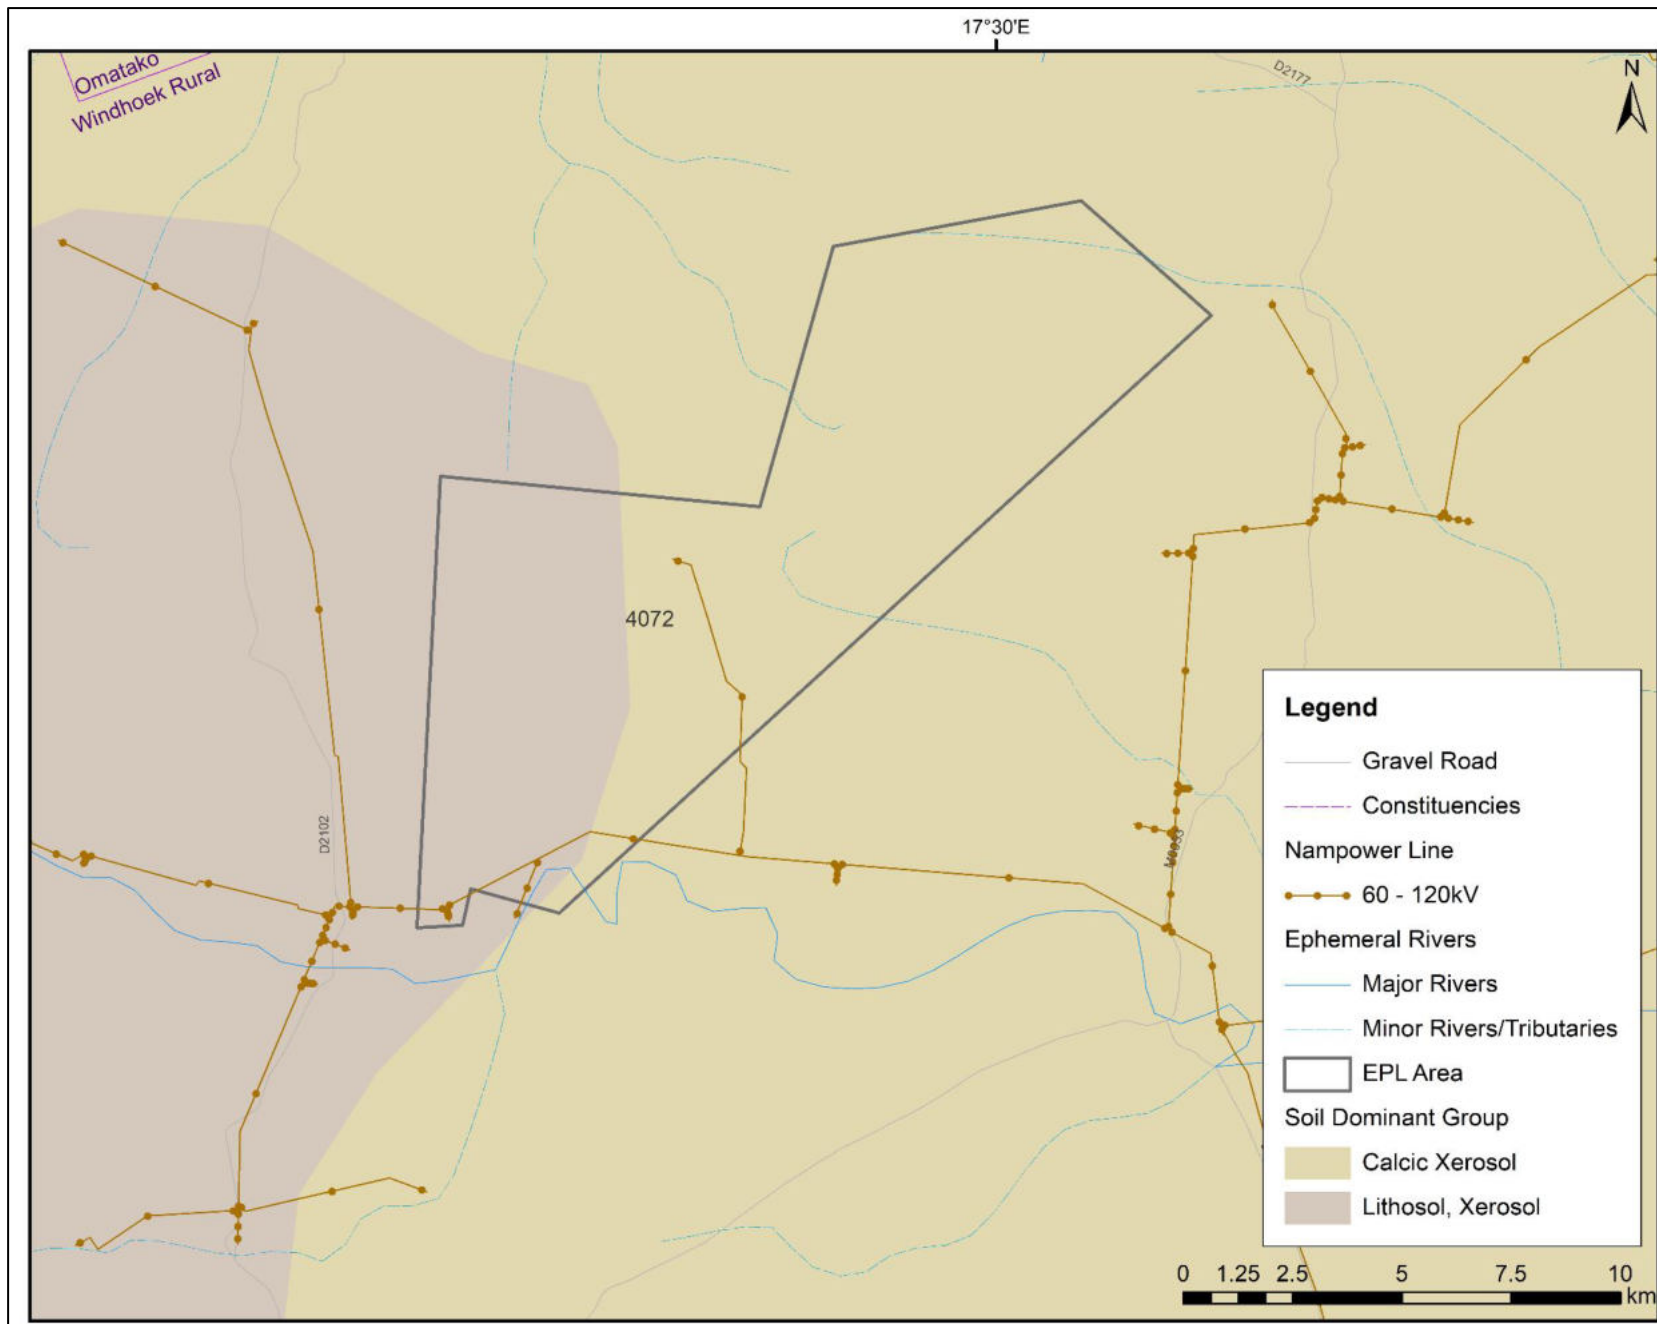 17°30'E
Omatako
Windhoek Rural
D2177
N
4072
D2102
Legend
Gravel Road
Constituencies
Nampower Line
60 - 120kV
Ephemeral Rivers
Major Rivers
Minor Rivers/Tributaries
EPL Area
Soil Dominant Group
Calcic Xerosol
Lithosol, Xerosol
0 1.25 2.5 5 7.5 10
km